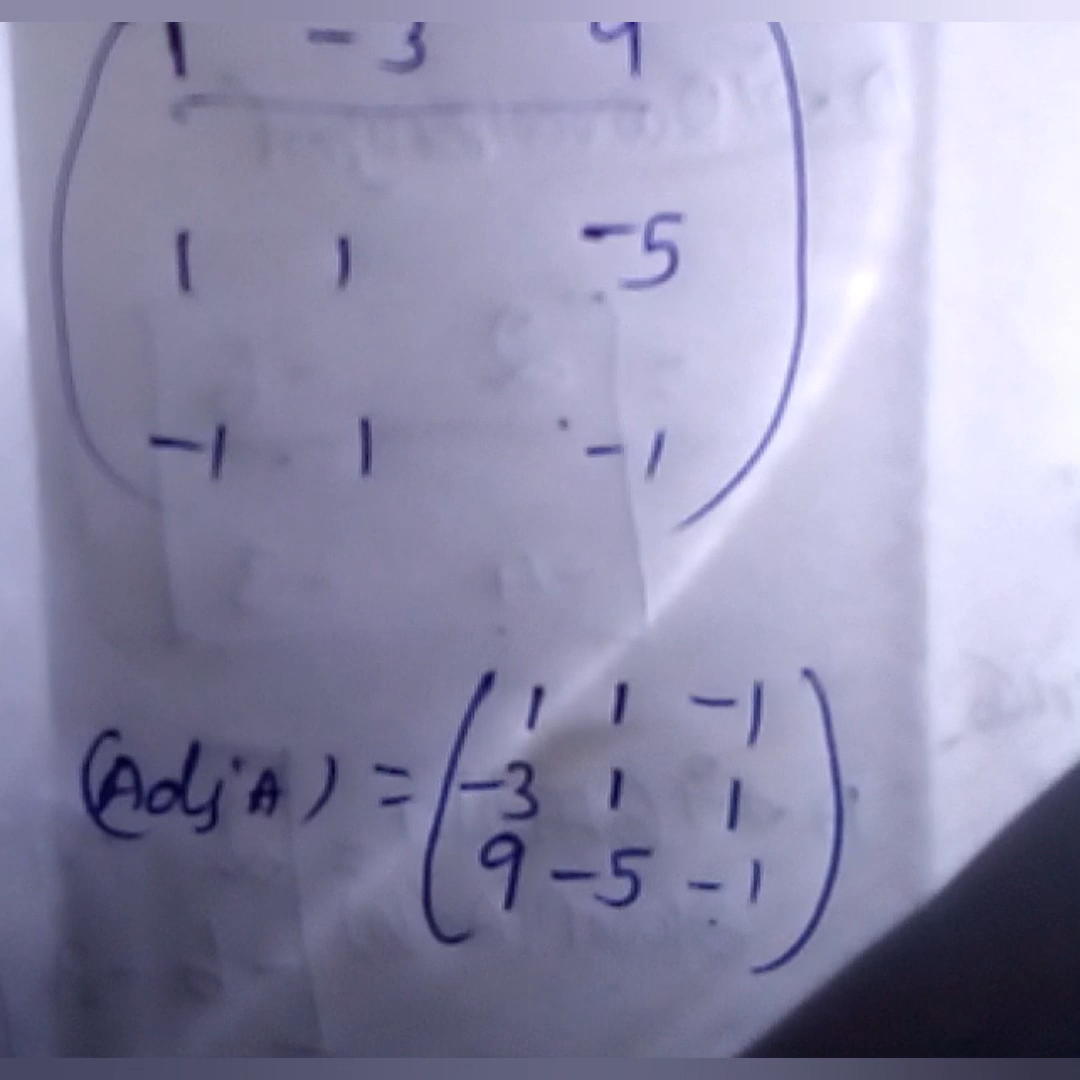 1 -3 9
1 1 -5
-1 1 -1
(Adj A) = 1 1 -1
-3 1 1
9 -5 -1